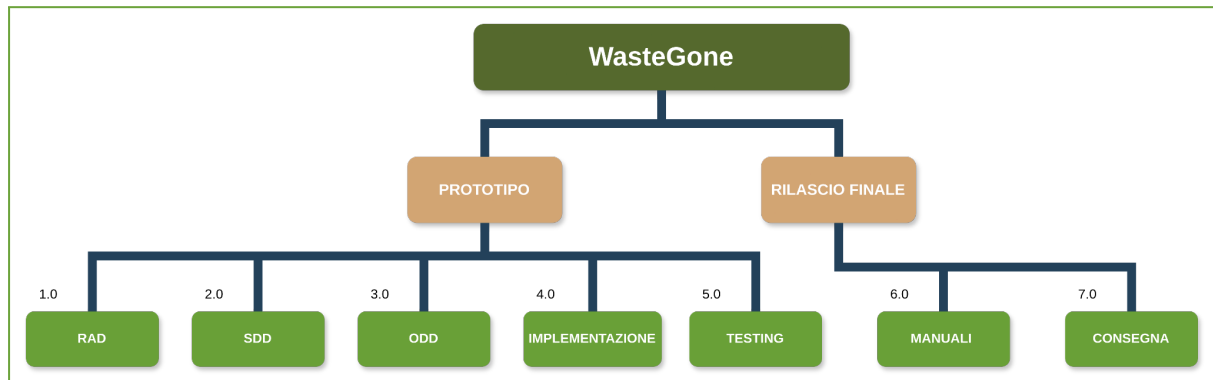 WasteGone
PROTOTIPO
RILASCIO FINALE
1.0
2.0
3.0
4.0
5.0
6.0
7.0
RAD
SDD
ODD
IMPLEMENTAZIONE
TESTING
MANUALI
CONSEGNA